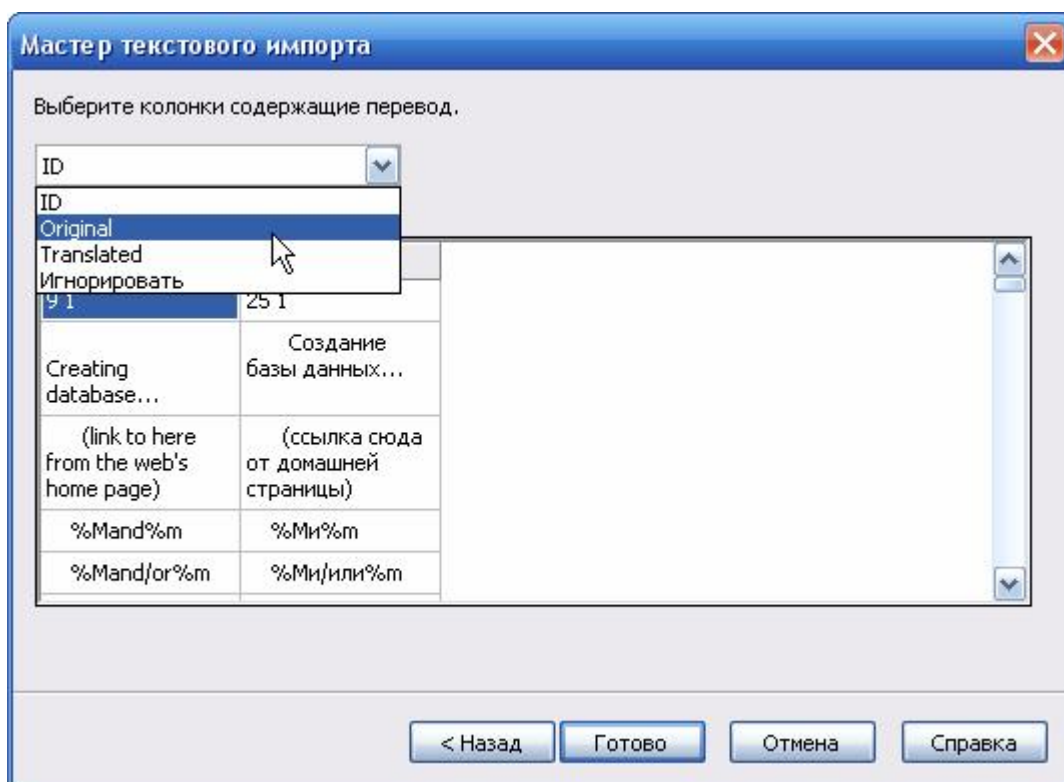 Мастер текстового импорта
Выберите колонки содержащие перевод.
ID
ID
Original
Translated
Игнорировать
9 1
25 1
Creating
database...
Создание
базы данных...
(link to here
from the web's
home page)
(ссылка сюда
от домашней
страницы)
%Mand%m
%Ми%m
%Mand/or%m
%Ми/или%m
< Назад
Готово
Отмена
Справка